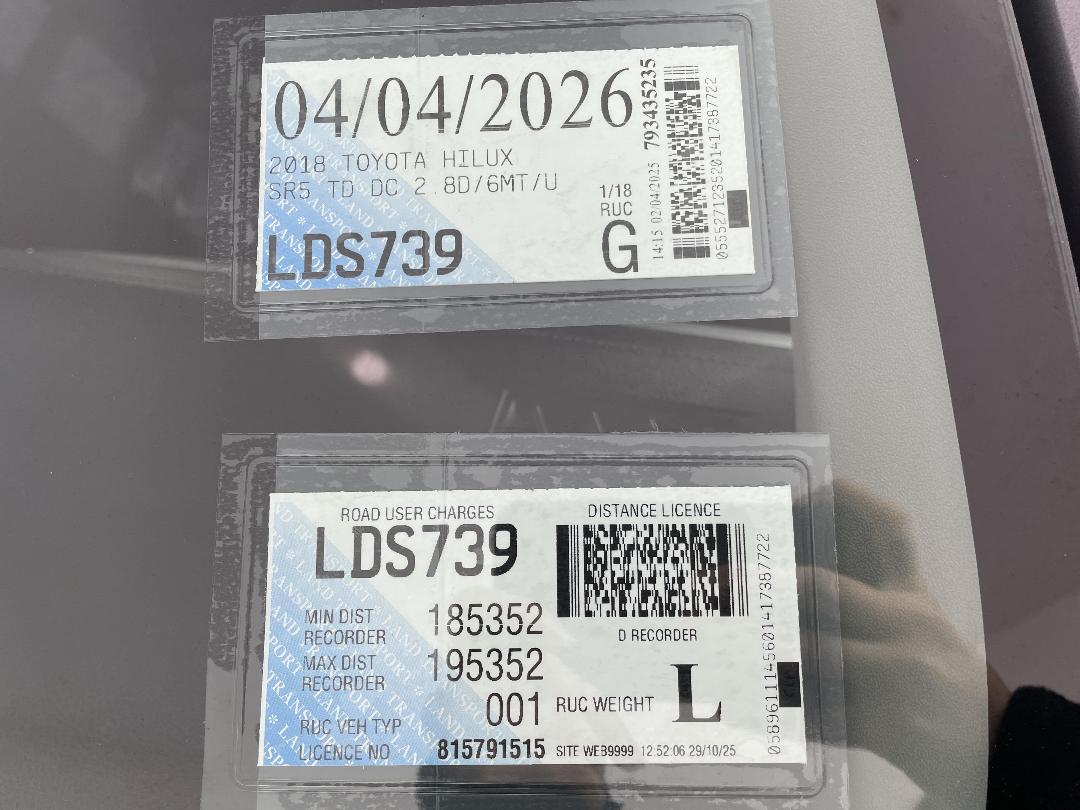 04/04/2026
2018 TOYOTA HILUX
SR5 TD DC 2.8D/6MT/U
1/18
RUC
LDS739
G
14:15 02/04/2025 793435235
0555271235201417387722
ROAD USER CHARGES
LDS739
DISTANCE LICENCE
MIN DIST
RECORDER
185352
D RECORDER
MAX DIST
RECORDER
195352
RUC VEH TYP
001
RUC WEIGHT L
LICENCE NO
815791515
SITE WEB9999 12:52:06 29/10/25
0589611145601417387722